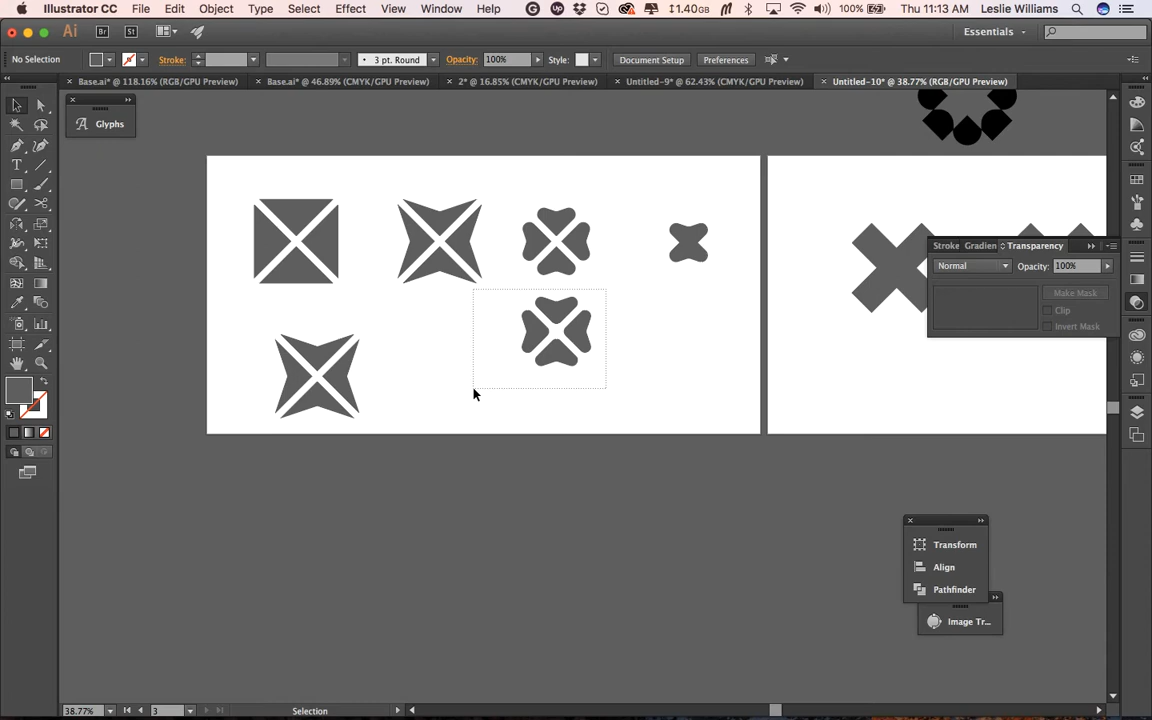 Illustrator CC File Edit Object Type Select Effect View Window Help 1.40GB 100% Thu 11:13 AM Leslie Williams
Ai Br St Essentials
No Selection Stroke: 3 pt. Round Opacity: 100% Style: Document Setup Preferences
Base.ai* @ 118.16% (RGB/GPU Preview) Base.ai* @ 46.89% (CMYK/GPU Preview) 2* @ 16.85% (CMYK/GPU Preview) Untitled-9* @ 62.43% (CMYK/GPU Preview) Untitled-10* @ 38.77% (RGB/GPU Preview)
A Glyphs
Stroke Gradien Transparency
Normal Opacity: 100%
Make Mask
Clip
Invert Mask
Transform
Align
Pathfinder
Image Tr...
38.77% 3 Selection